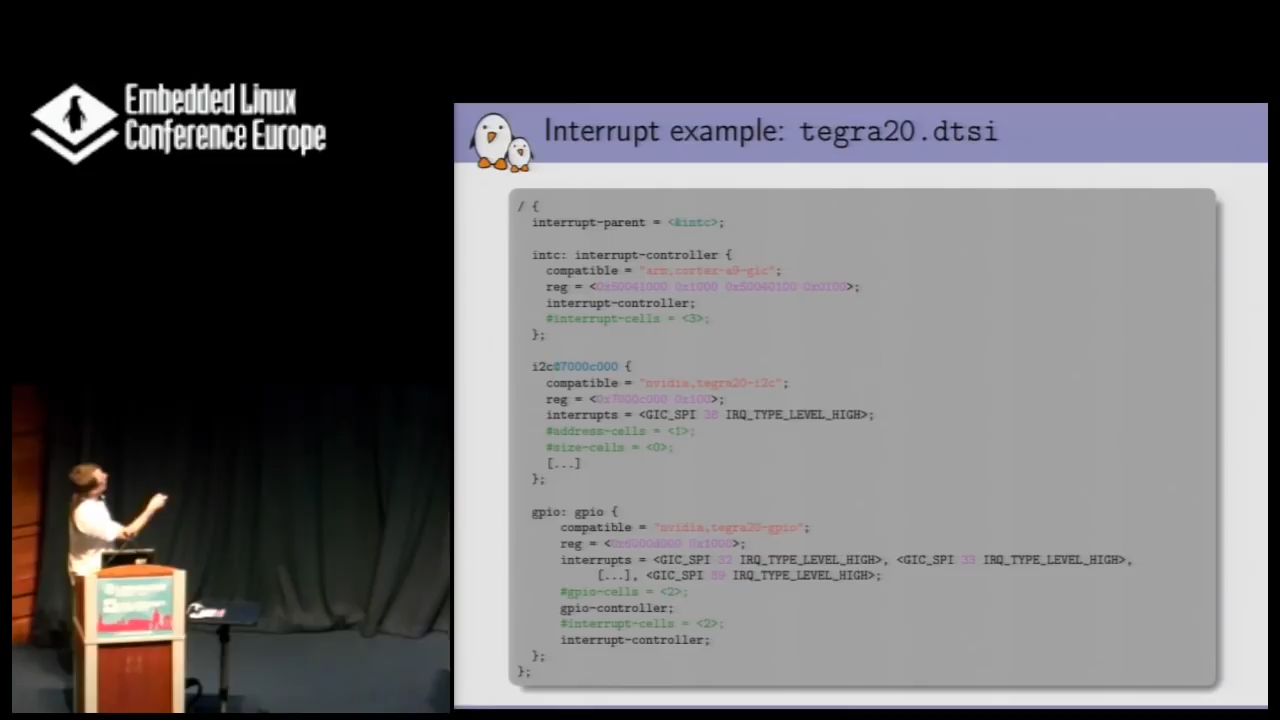 Embedded Linux
Conference Europe
Interrupt example: tegra20.dtsi
/ {
interrupt-parent = <&intc>;
intc: interrupt-controller {
compatible = "arm,cortex-a9-gic";
reg = <0x50041000 0x1000 0x50040100 0x0100>;
interrupt-controller;
#interrupt-cells = <3>;
};
i2c@7000c000 {
compatible = "nvidia,tegra20-i2c";
reg = <0x7000c000 0x100>;
interrupts = <GIC_SPI 38 IRQ_TYPE_LEVEL_HIGH>;
#address-cells = <1>;
#size-cells = <0>;
[...]
};
gpio: gpio {
compatible = "nvidia,tegra20-gpio";
reg = <0x6000d000 0x1000>;
interrupts = <GIC_SPI 32 IRQ_TYPE_LEVEL_HIGH>, <GIC_SPI 33 IRQ_TYPE_LEVEL_HIGH>,
[...], <GIC_SPI 89 IRQ_TYPE_LEVEL_HIGH>;
#gpio-cells = <2>;
gpio-controller;
#interrupt-cells = <2>;
interrupt-controller;
};
};